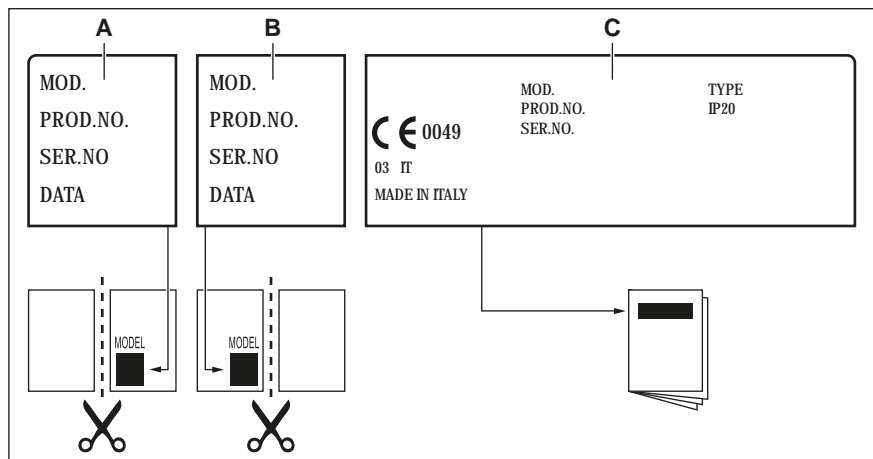 A
B
C
MOD.
PROD.NO.
SER.NO
DATA
MOD.
PROD.NO.
SER.NO
DATA
MOD.
PROD.NO.
SER.NO.
TYPE
IP20
CE 0049
03 IT
MADE IN ITALY
MODEL
MODEL